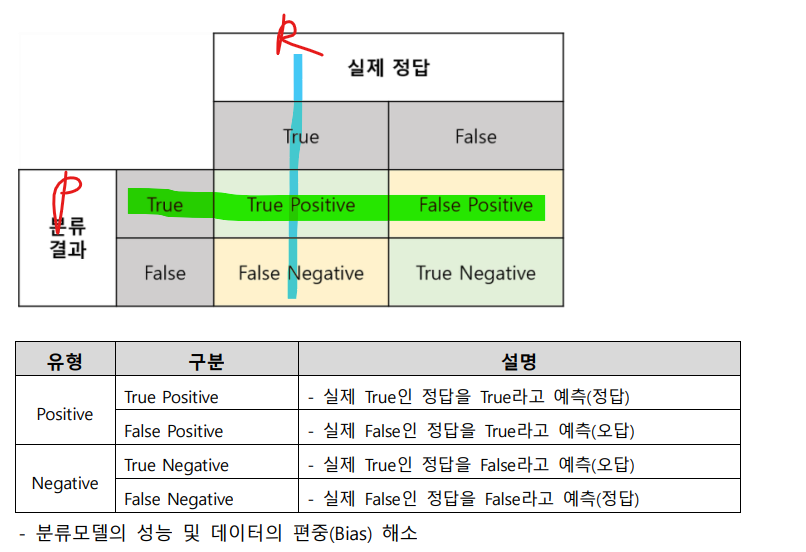 R
실제 정답
True False
P
분류
결과
True True Positive False Positive
False False Negative True Negative
유형 구분 설명
Positive
True Positive - 실제 True인 정답을 True라고 예측(정답)
False Positive - 실제 False인 정답을 True라고 예측(오답)
Negative
True Negative - 실제 True인 정답을 False라고 예측(오답)
False Negative - 실제 False인 정답을 False라고 예측(정답)
- 분류모델의 성능 및 데이터의 편중(Bias) 해소